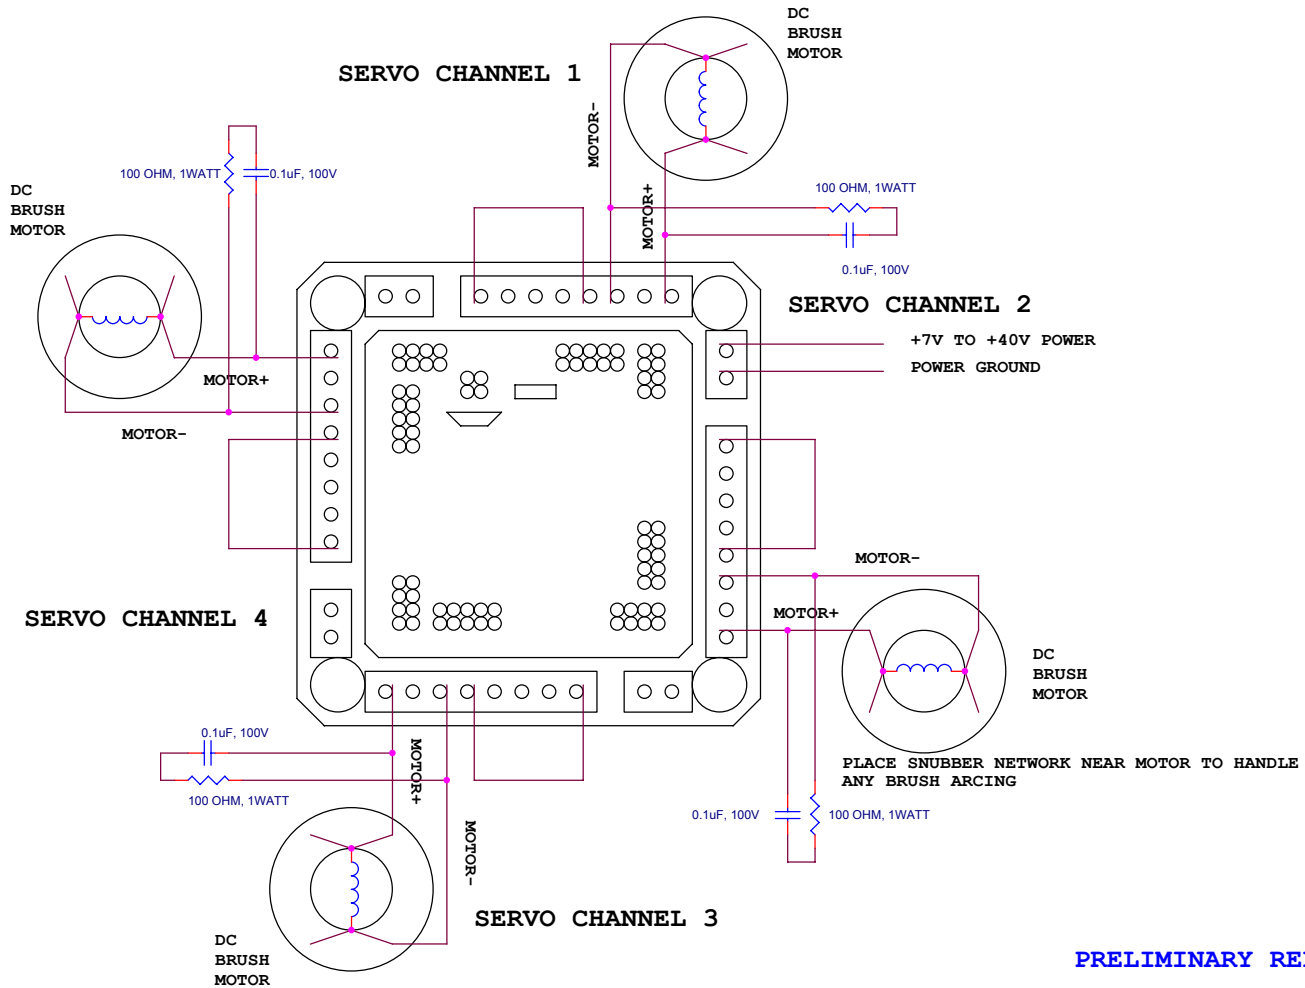 DC
BRUSH
MOTOR
SERVO CHANNEL 1
MOTOR-
MOTOR+
100 OHM, 1WATT
0.1uF, 100V
100 OHM, 1WATT
0.1uF, 100V
DC
BRUSH
MOTOR
MOTOR+
MOTOR-
SERVO CHANNEL 2
+7V TO +40V POWER
POWER GROUND
MOTOR-
MOTOR+
DC
BRUSH
MOTOR
PLACE SNUBBER NETWORK NEAR MOTOR TO HANDLE
ANY BRUSH ARCING
0.1uF, 100V
100 OHM, 1WATT
SERVO CHANNEL 4
0.1uF, 100V
100 OHM, 1WATT
MOTOR+
MOTOR-
SERVO CHANNEL 3
DC
BRUSH
MOTOR
PRELIMINARY